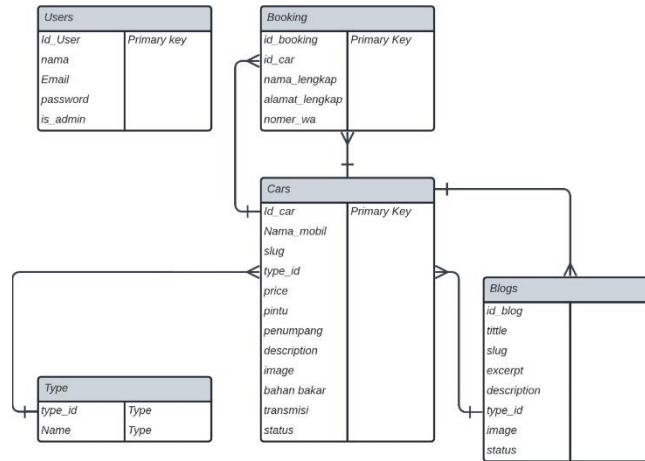 Users
Id_User Primary key
nama
Email
password
is_admin
Booking
id_booking Primary Key
id_car
nama_lengkap
alamat_lengkap
nomer_wa
Cars
Id_car Primary Key
Nama_mobil
slug
type_id
price
pintu
penumpang
description
image
bahan bakar
transmisi
status
Type
type_id Type
Name Type
Blogs
id_blog
tittle
slug
excerpt
description
type_id
image
status